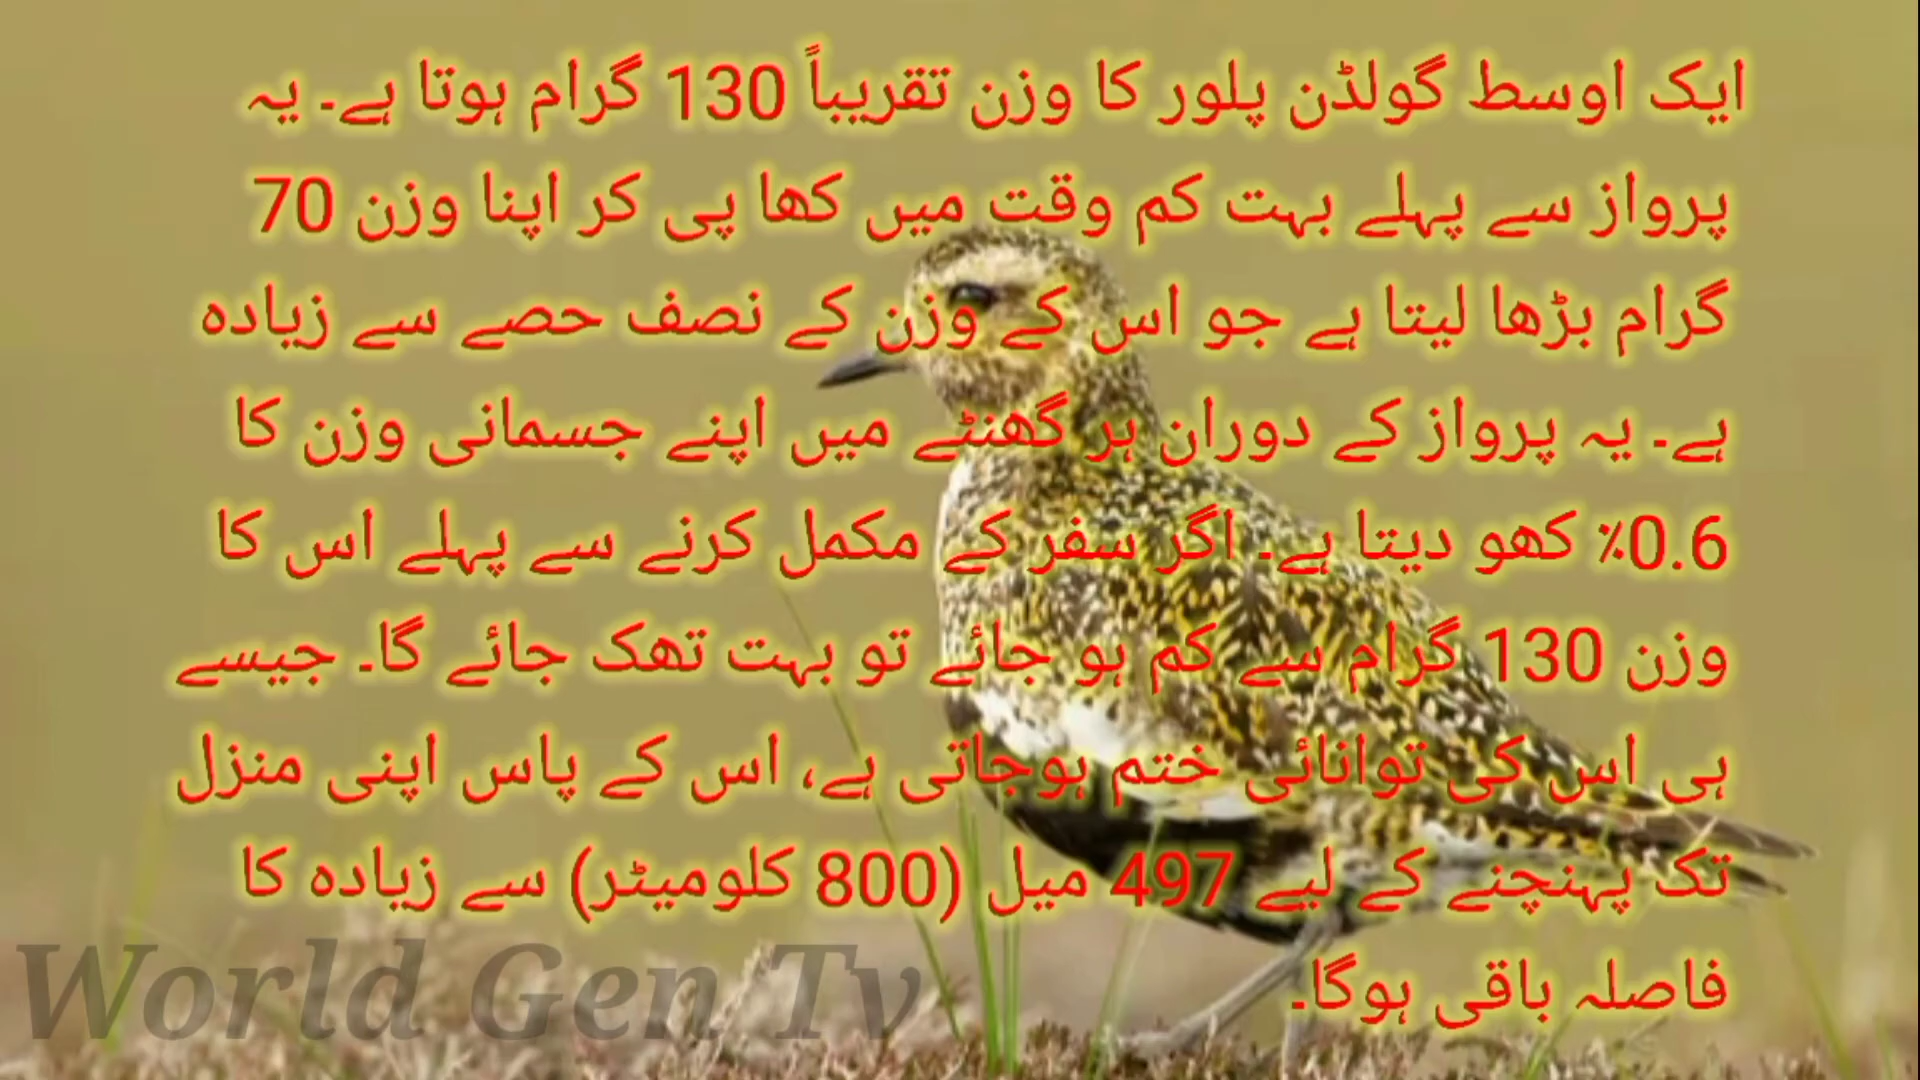 ایک اوسط گولڈن پلور کا وزن تقریباً 130 گرام ہوتا ہے۔ یہ
پرواز سے پہلے بہت کم وقت میں کھا پی کر اپنا وزن 70
گرام بڑھا لیتا ہے جو اس کے وزن کے نصف حصے سے زیادہ
ہے۔ یہ پرواز کے دوران ہر گھنٹے میں اپنے جسمانی وزن کا
0.6٪ کھو دیتا ہے۔ اگر سفر کے مکمل کرنے سے پہلے اس کا
وزن 130 گرام سے کم ہو جائے تو بہت تھک جائے گا۔ جیسے
ہی اس کی توانائی ختم ہوجاتی ہے، اس کے پاس اپنی منزل
تک پہنچنے کے لیے 497 میل (800 کلومیٹر) سے زیادہ کا
فاصلہ باقی ہوگا۔
World Gen Tv